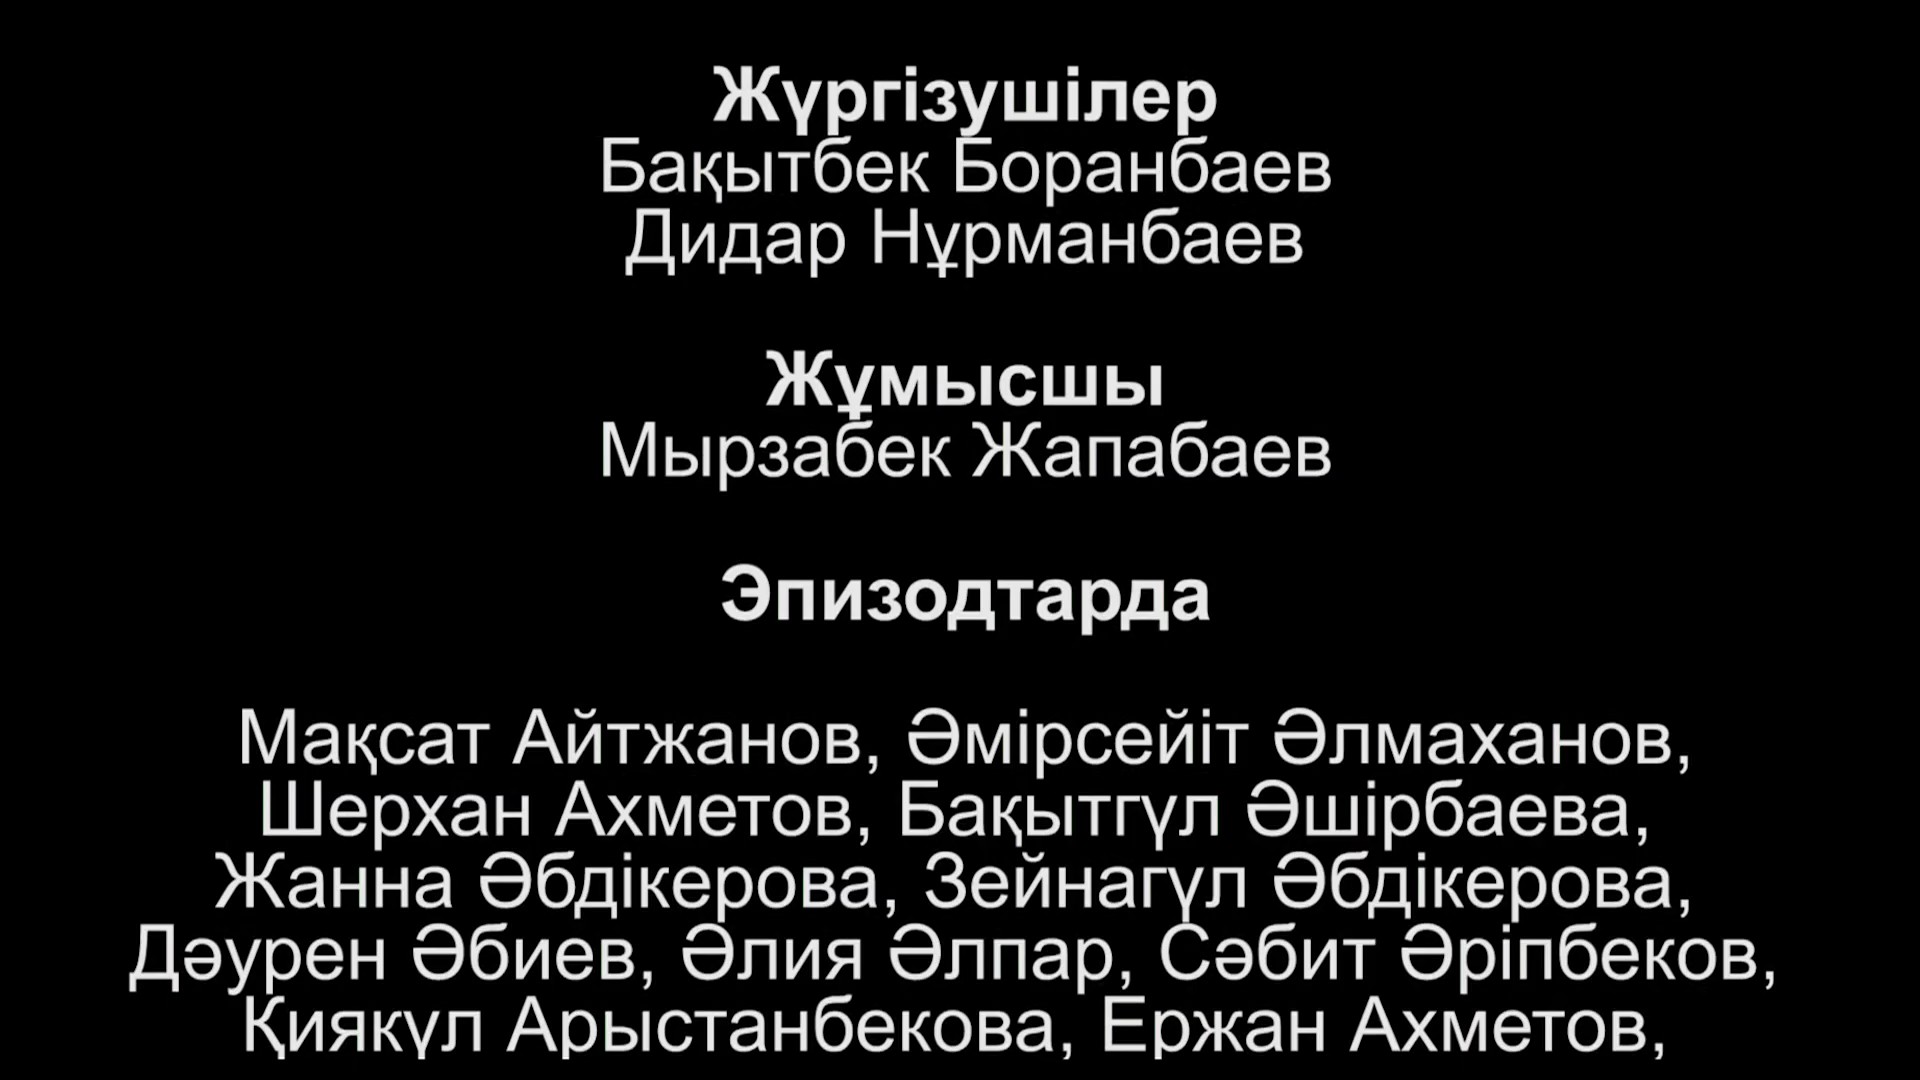 Жүргізушілер
Бақытбек Боранбаев
Дидар Нұрманбаев
Жұмысшы
Мырзабек Жапабаев
Эпизодтарда
Мақсат Айтжанов, Әмірсейіт Әлмаханов,
Шерхан Ахметов, Бақытгүл Әшірбаева,
Жанна Әбдікерова, Зейнагүл Әбдікерова,
Дәурен Әбиев, Әлия Әлпар, Сәбит Әріпбеков,
Қиякүл Арыстанбекова, Ержан Ахметов,